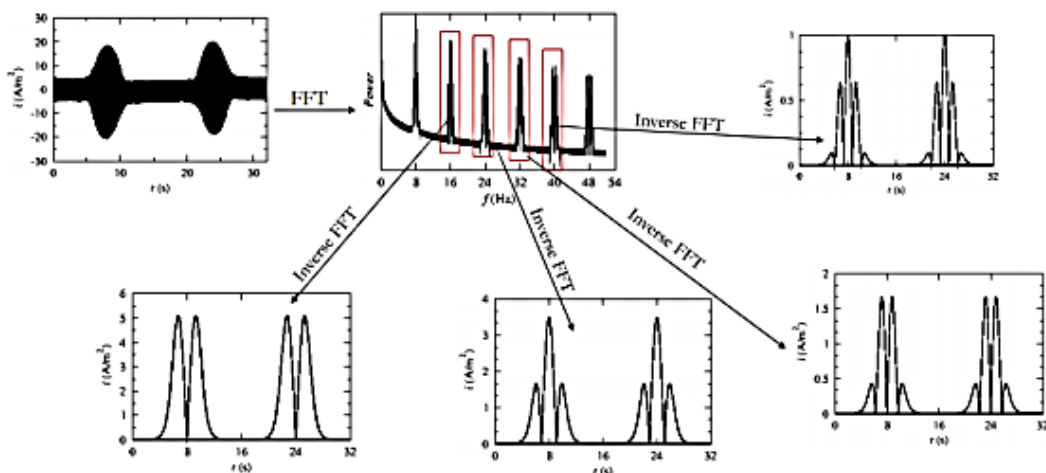 30
20
10
0
-10
-20
-30
i (A/m²)
0 10 20 30
t (s)
FFT
Power
0 8 16 24 32 40 48 54
f (Hz)
Inverse FFT
1
0.5
0
i (A/m²)
0 8 16 24 32
t (s)
Inverse FFT
Inverse FFT
Inverse FFT
6
5
4
3
2
1
0
i (A/m²)
0 8 16 24 32
t (s)
4
3
2
1
0
i (A/m²)
0 8 16 24 32
t (s)
2
1.5
1
0.5
0
i (A/m²)
0 8 16 24 32
t (s)